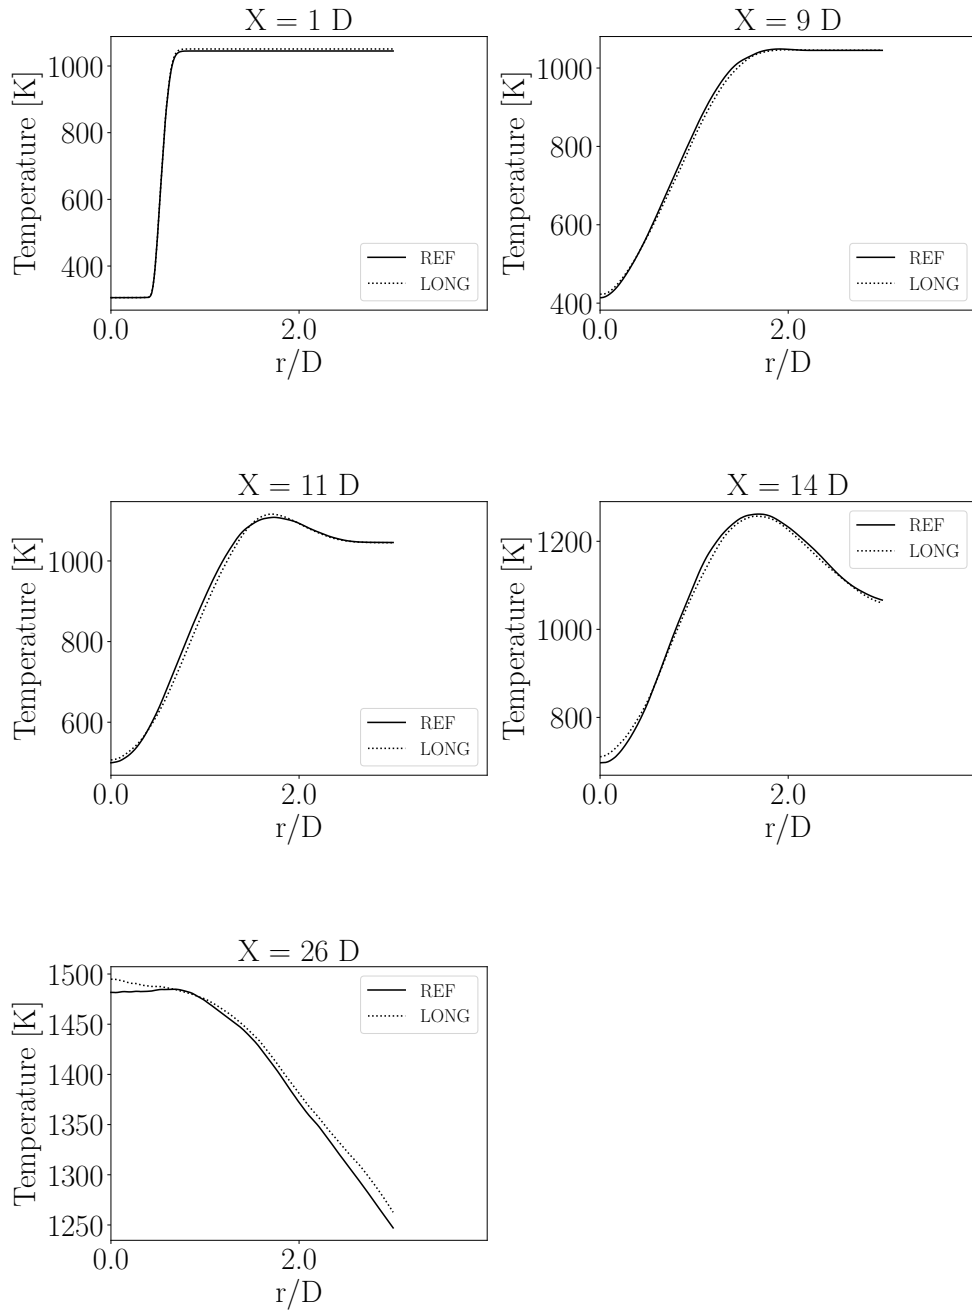 X = 1 D
Temperature [K]
1000
800
600
400
REF
LONG
0.0
2.0
r/D
X = 9 D
Temperature [K]
1000
800
600
400
REF
LONG
0.0
2.0
r/D
X = 11 D
Temperature [K]
1000
800
600
REF
LONG
0.0
2.0
r/D
X = 14 D
Temperature [K]
1200
1000
800
REF
LONG
0.0
2.0
r/D
X = 26 D
Temperature [K]
1500
1450
1400
1350
1300
1250
REF
LONG
0.0
2.0
r/D